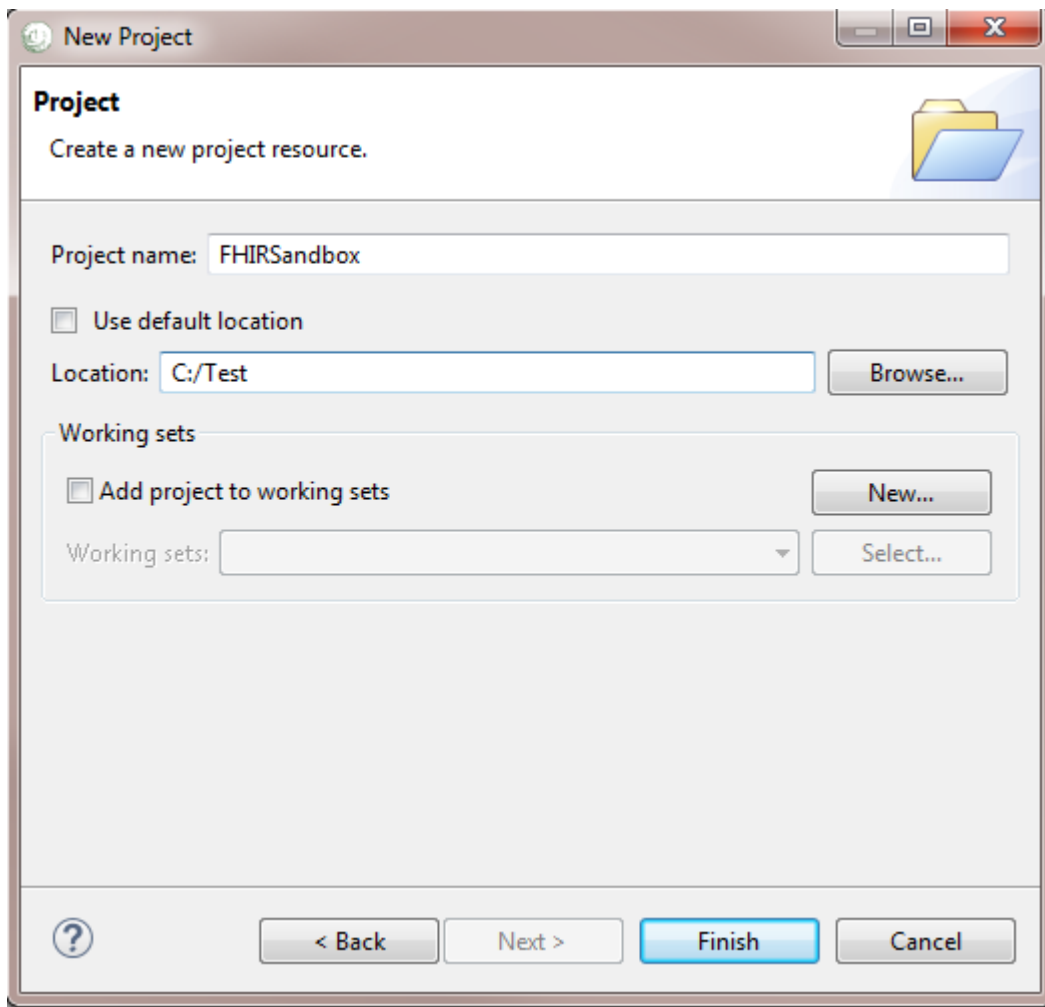 New Project
Project
Create a new project resource.
Project name: FHIRSandbox
Use default location
Location: C:/Test Browse...
Working sets
Add project to working sets New...
Working sets: Select...
? < Back Next > Finish Cancel